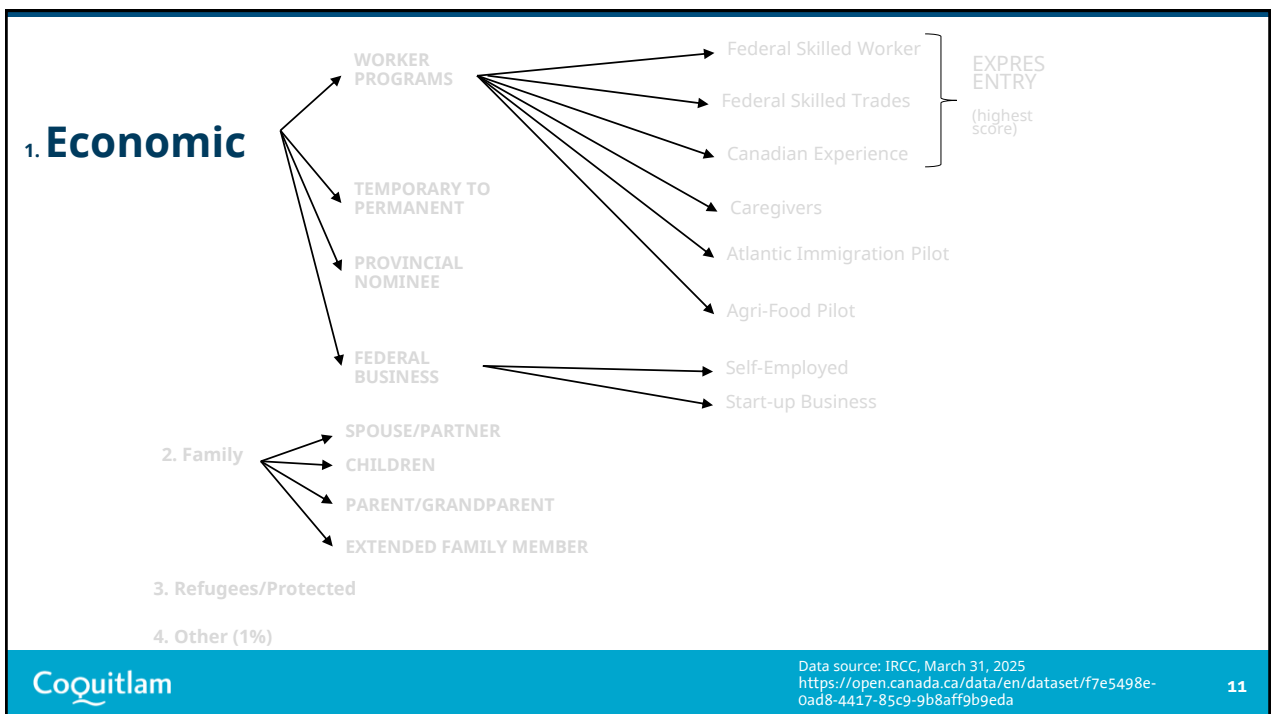 1. Economic
WORKER
PROGRAMS
TEMPORARY TO
PERMANENT
PROVINCIAL
NOMINEE
FEDERAL
BUSINESS
Federal Skilled Worker
Federal Skilled Trades
Canadian Experience
Caregivers
Atlantic Immigration Pilot
Agri-Food Pilot
Self-Employed
Start-up Business
EXPRES
ENTRY
(highest
score)
2. Family
SPOUSE/PARTNER
CHILDREN
PARENT/GRANDPARENT
EXTENDED FAMILY MEMBER
3. Refugees/Protected
4. Other (1%)
Coquitlam
Data source: IRCC, March 31, 2025
https://open.canada.ca/data/en/dataset/f7e5498e-
0ad8-4417-85c9-9b8aff9b9eda
11